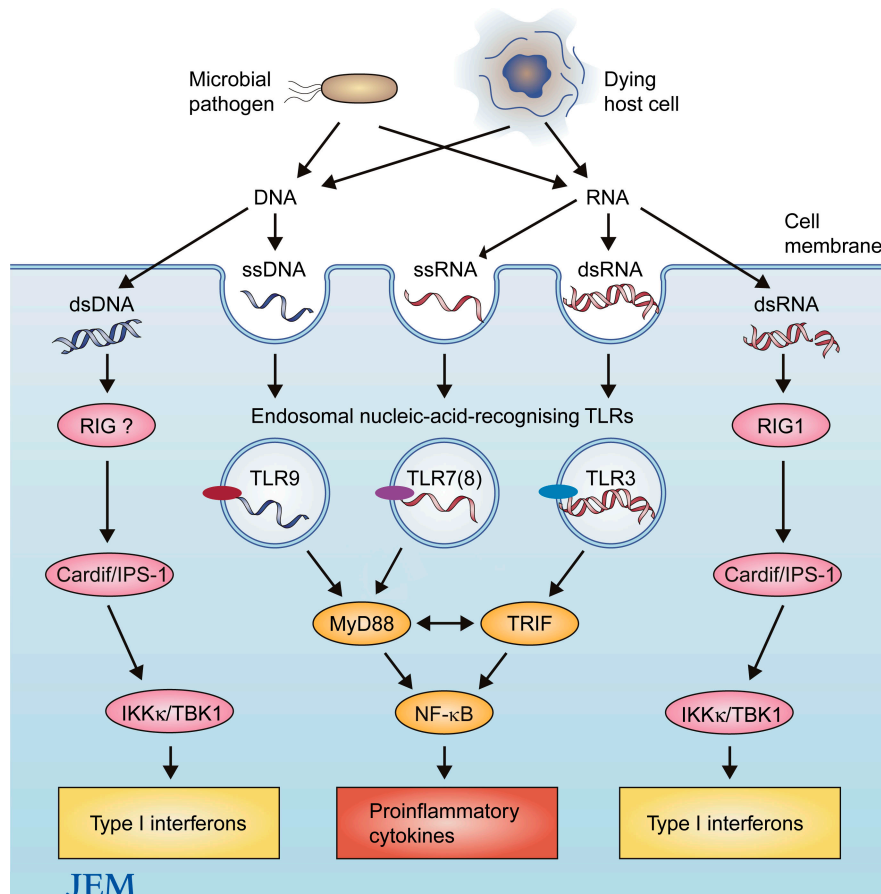 Microbial
pathogen
Dying
host cell
DNA
RNA
Cell
membrane
ssDNA
ssRNA
dsRNA
dsDNA
dsRNA
RIG ?
Endosomal nucleic-acid-recognising TLRs
RIG1
TLR9
TLR7(8)
TLR3
Cardif/IPS-1
Cardif/IPS-1
MyD88
TRIF
IKKκ/TBK1
NF-κB
IKKκ/TBK1
Type I interferons
Proinflammatory
cytokines
Type I interferons
JEM